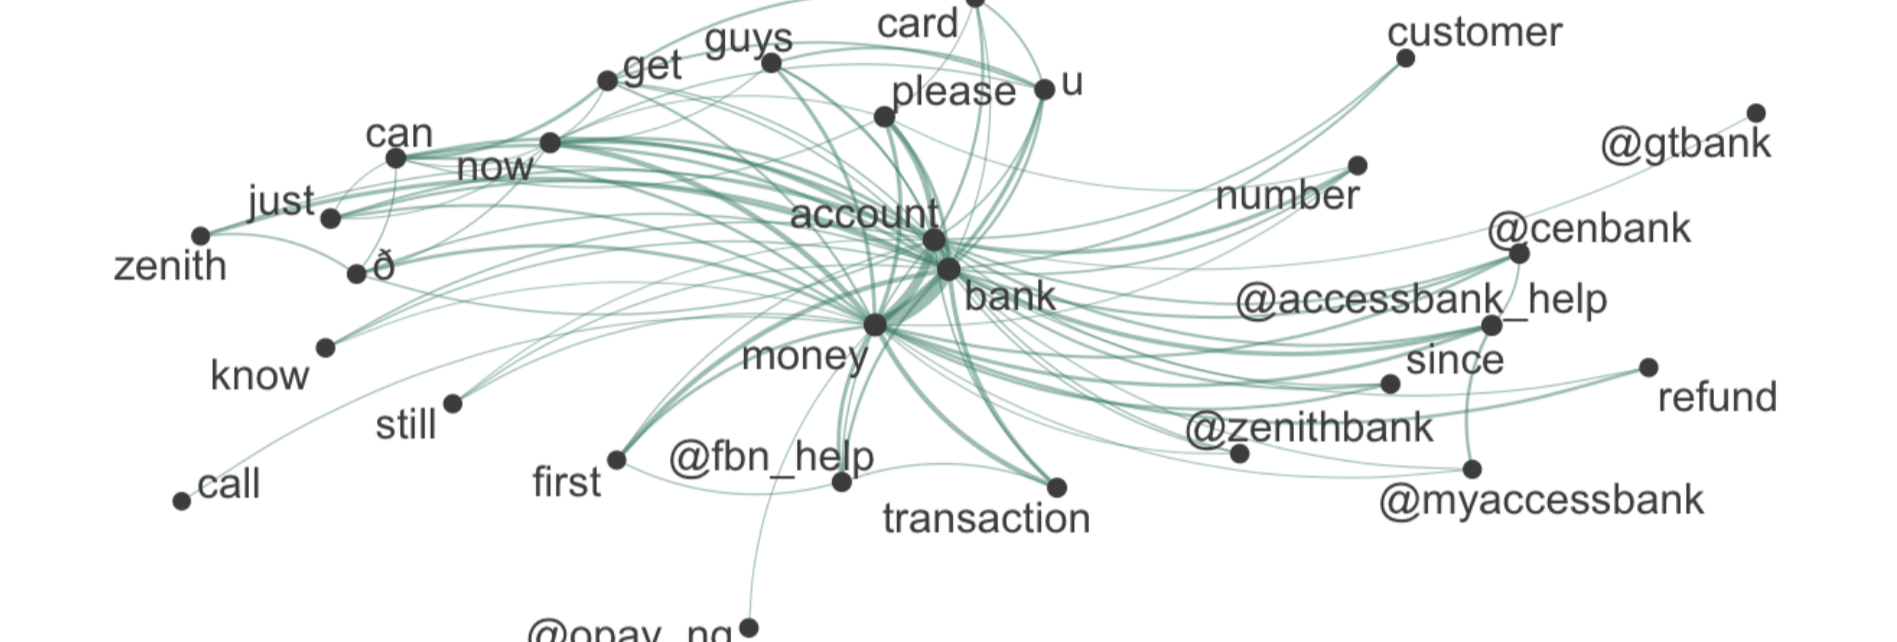 card
customer
guys
get
u
please
can
@gtbank
now
number
just
account
@cenbank
zenith
ð
bank
@accessbank_help
money
since
know
refund
still
@zenithbank
@fbn_help
first
call
@myaccessbank
transaction
@opay_ng